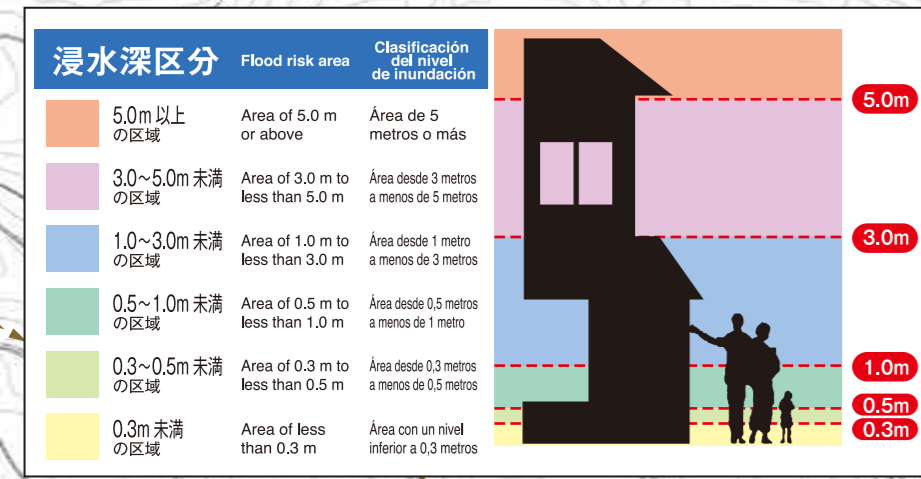 浸水深区分 Flood risk area Clasificación
del nivel
de inundación
5.0m 以上
の区域
Area of 5.0 m
or above
Área de 5
metros o más
3.0~5.0m 未満
の区域
Area of 3.0 m to
less than 5.0 m
Área desde 3 metros
a menos de 5 metros
1.0~3.0m 未満
の区域
Area of 1.0 m to
less than 3.0 m
Área desde 1 metro
a menos de 3 metros
0.5~1.0m 未満
の区域
Area of 0.5 m to
less than 1.0 m
Área desde 0,5 metros
a menos de 1 metro
0.3~0.5m 未満
の区域
Area of 0.3 m to
less than 0.5 m
Área desde 0,3 metros
a menos de 0,5 metros
0.3m 未満
の区域
Area of less
than 0.3 m
Área con un nivel
inferior a 0,3 metros
5.0m
3.0m
1.0m
0.5m
0.3m